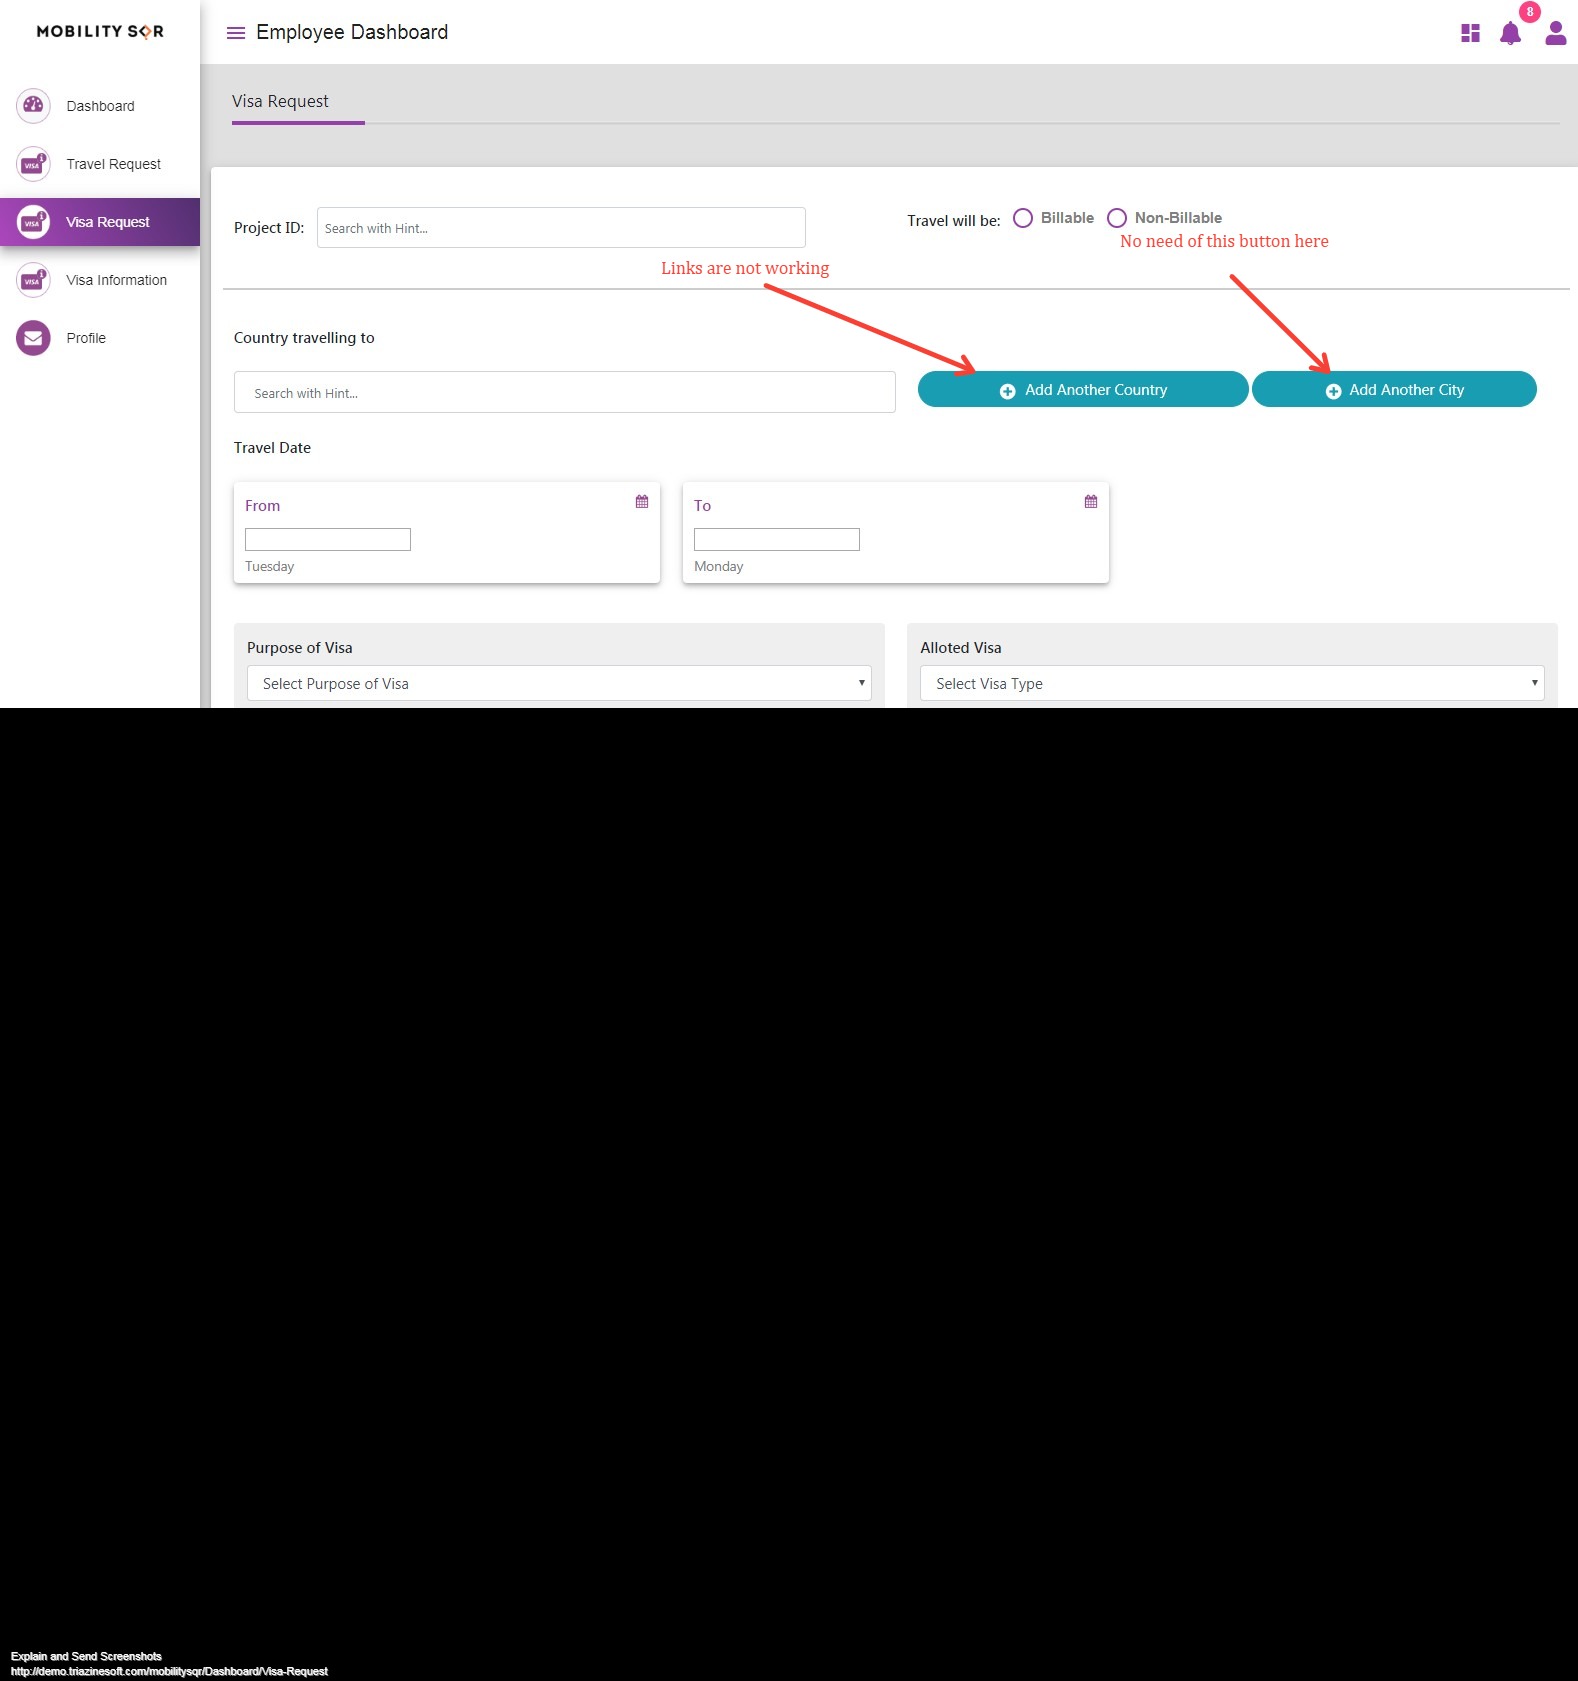 MOBILITY SQR
Employee Dashboard
8
Dashboard
Travel Request
Visa Request
Visa Information
Profile
Visa Request
Project ID:
Search with Hint...
Travel will be:
Billable
Non-Billable
No need of this button here
Links are not working
Country travelling to
Search with Hint...
Add Another Country
Add Another City
Travel Date
From
Tuesday
To
Monday
Purpose of Visa
Select Purpose of Visa
Alloted Visa
Select Visa Type
Explain and Send Screenshots
http://demo.triazinesoft.com/mobilitysqr/Dashboard/Visa-Request